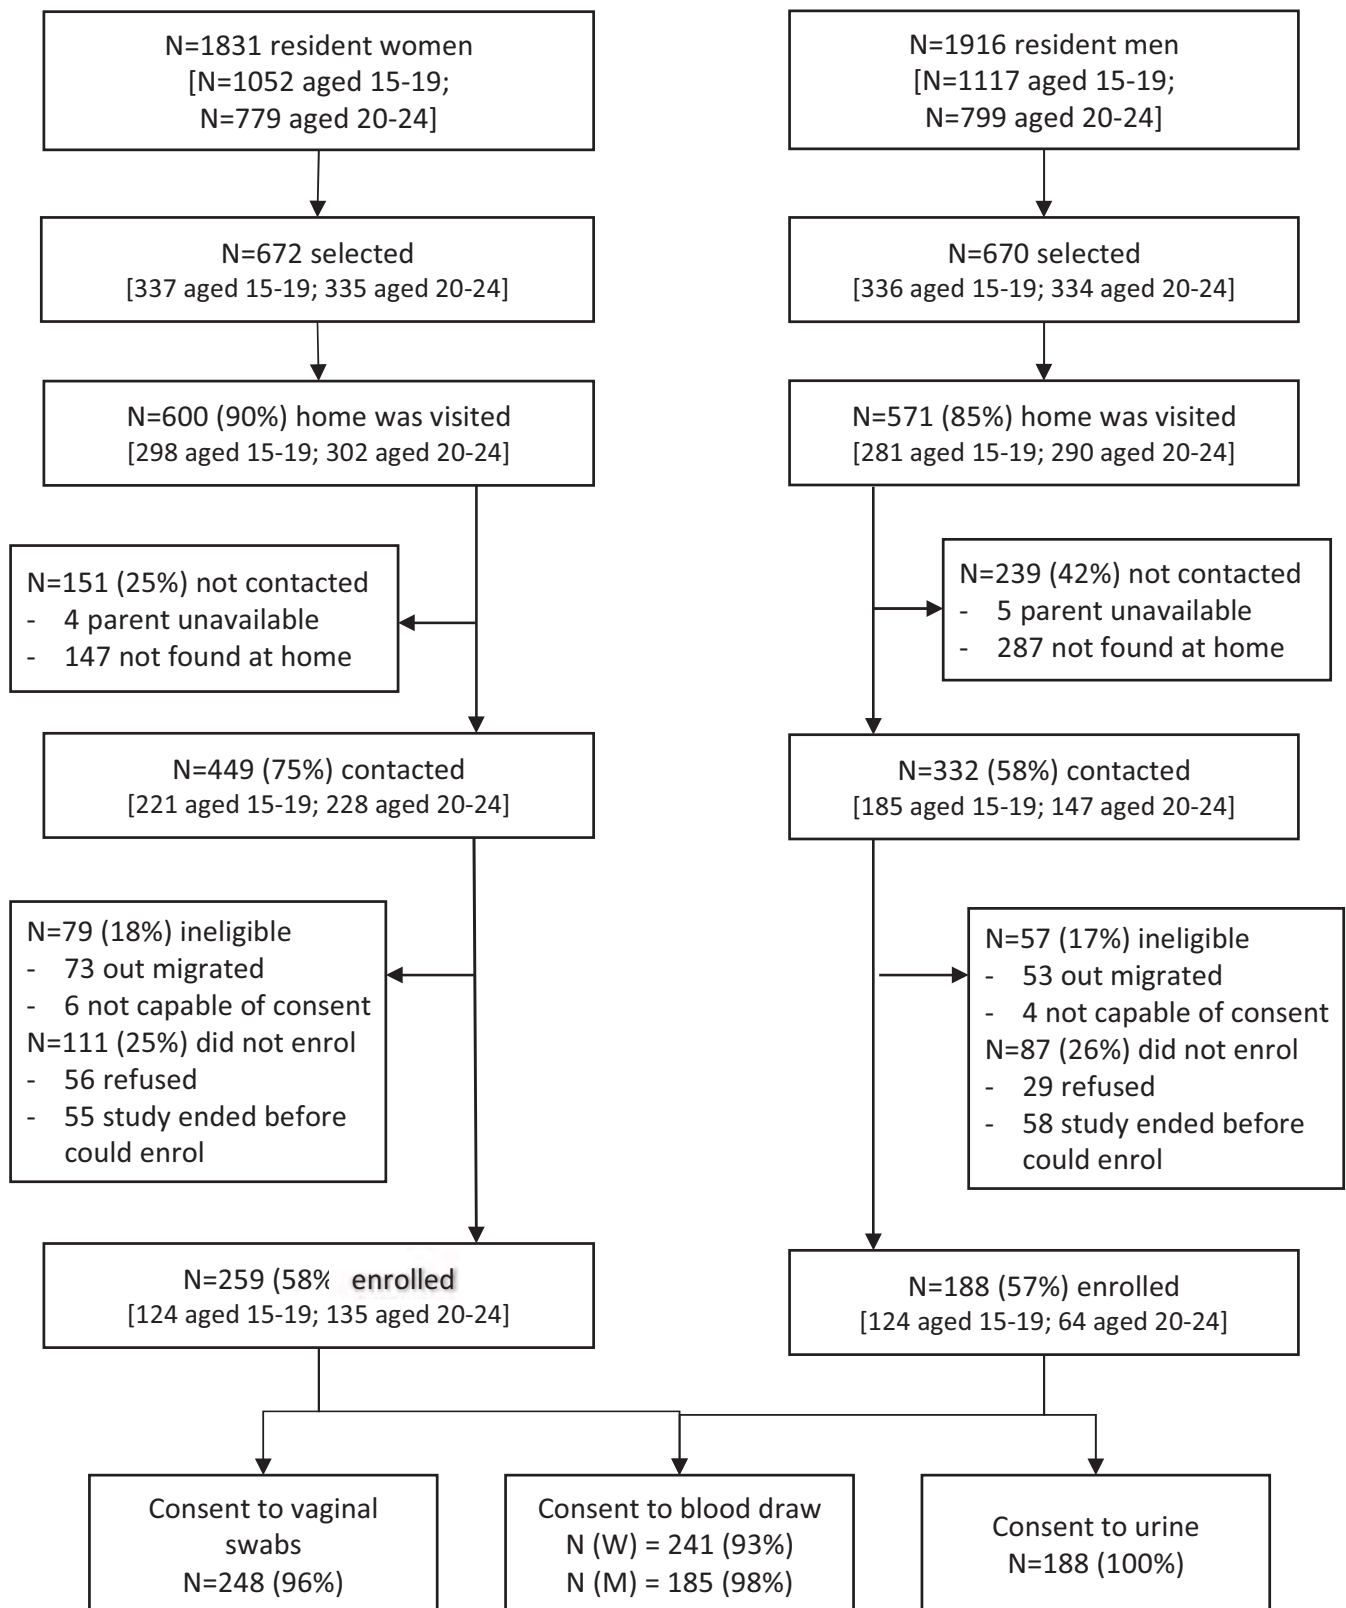 N=1831 resident women
[N=1052 aged 15-19;
N=779 aged 20-24]
N=672 selected
[337 aged 15-19; 335 aged 20-24]
N=600 (90%) home was visited
[298 aged 15-19; 302 aged 20-24]
N=151 (25%) not contacted
- 4 parent unavailable
- 147 not found at home
N=449 (75%) contacted
[221 aged 15-19; 228 aged 20-24]
N=79 (18%) ineligible
- 73 out migrated
- 6 not capable of consent
N=111 (25%) did not enrol
- 56 refused
- 55 study ended before
could enrol
N=259 (58% enrolled
[124 aged 15-19; 135 aged 20-24]
N=1916 resident men
[N=1117 aged 15-19;
N=799 aged 20-24]
N=670 selected
[336 aged 15-19; 334 aged 20-24]
N=571 (85%) home was visited
[281 aged 15-19; 290 aged 20-24]
N=239 (42%) not contacted
- 5 parent unavailable
- 287 not found at home
N=332 (58%) contacted
[185 aged 15-19; 147 aged 20-24]
N=57 (17%) ineligible
- 53 out migrated
- 4 not capable of consent
N=87 (26%) did not enrol
- 29 refused
- 58 study ended before
could enrol
N=188 (57%) enrolled
[124 aged 15-19; 64 aged 20-24]
Consent to vaginal
swabs
N=248 (96%)
Consent to blood draw
N (W) = 241 (93%)
N (M) = 185 (98%)
Consent to urine
N=188 (100%)